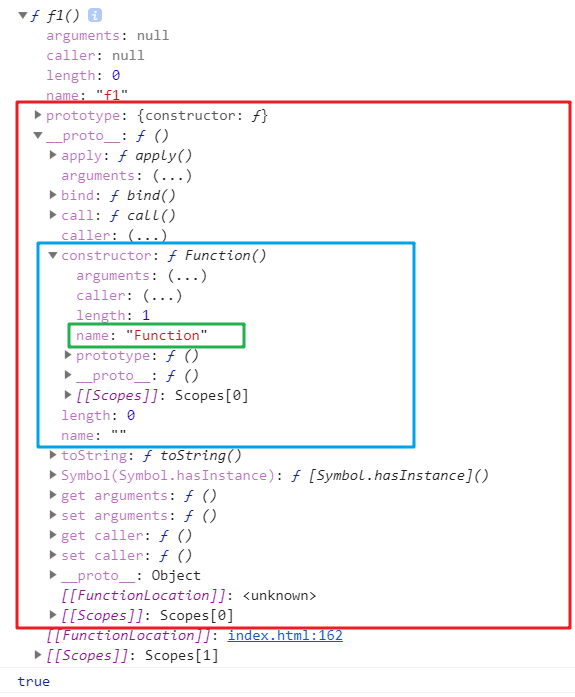 ▼ƒ f1() i
arguments: null
caller: null
length: 0
name: "f1"
▶prototype: {constructor: ƒ}
▼__proto__: ƒ ()
▶apply: ƒ apply()
arguments: (...)
▶bind: ƒ bind()
▶call: ƒ call()
caller: (...)
▼constructor: ƒ Function()
arguments: (...)
caller: (...)
length: 1
name: "Function"
▶prototype: ƒ ()
▶__proto__: ƒ ()
▶[[Scopes]]: Scopes[0]
length: 0
name: ""
▶toString: ƒ toString()
▶Symbol(Symbol.hasInstance): ƒ [Symbol.hasInstance]()
▶get arguments: ƒ ()
▶set arguments: ƒ ()
▶get caller: ƒ ()
▶set caller: ƒ ()
▶__proto__: Object
[[FunctionLocation]]: <unknown>
▶[[Scopes]]: Scopes[0]
[[FunctionLocation]]: index.html:162
▶[[Scopes]]: Scopes[1]
true